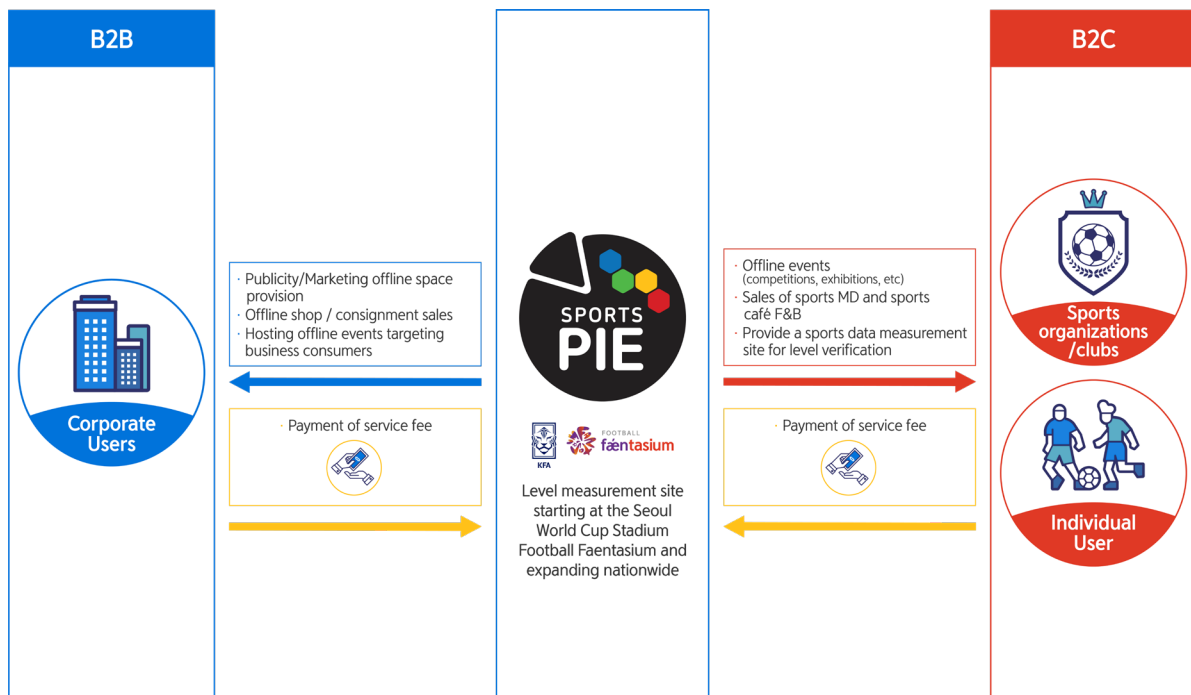 B2B
B2C
· Publicity/Marketing offline space
provision
· Offline shop / consignment sales
· Hosting offline events targeting
business consumers
SPORTS
PIE
· Offline events
(competitions, exhibitions, etc)
· Sales of sports MD and sports
café F&B
· Provide a sports data measurement
site for level verification
Sports
organizations
/clubs
Corporate
Users
· Payment of service fee
KFA
FOOTBALL
fæntasium
Level measurement site
starting at the Seoul
World Cup Stadium
Football Faentasium and
expanding nationwide
· Payment of service fee
Individual
User